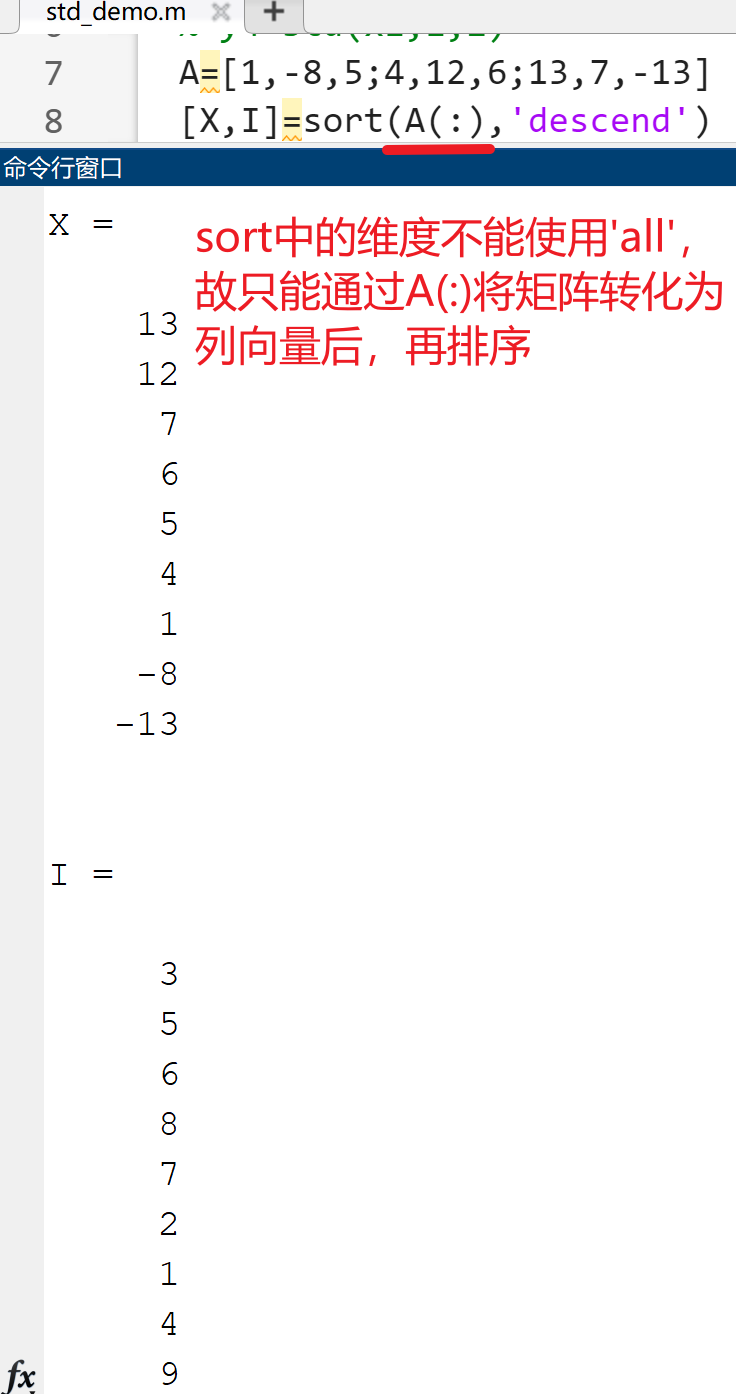 std_demo.m
7 A=[1,-8,5;4,12,6;13,7,-13]
8 [X,I]=sort(A(:),'descend')
命令行窗口
X =
sort中的维度不能使用'all',
故只能通过A(:)将矩阵转化为
列向量后，再排序
13
12
7
6
5
4
1
-8
-13
I =
3
5
6
8
7
2
1
4
9
fx